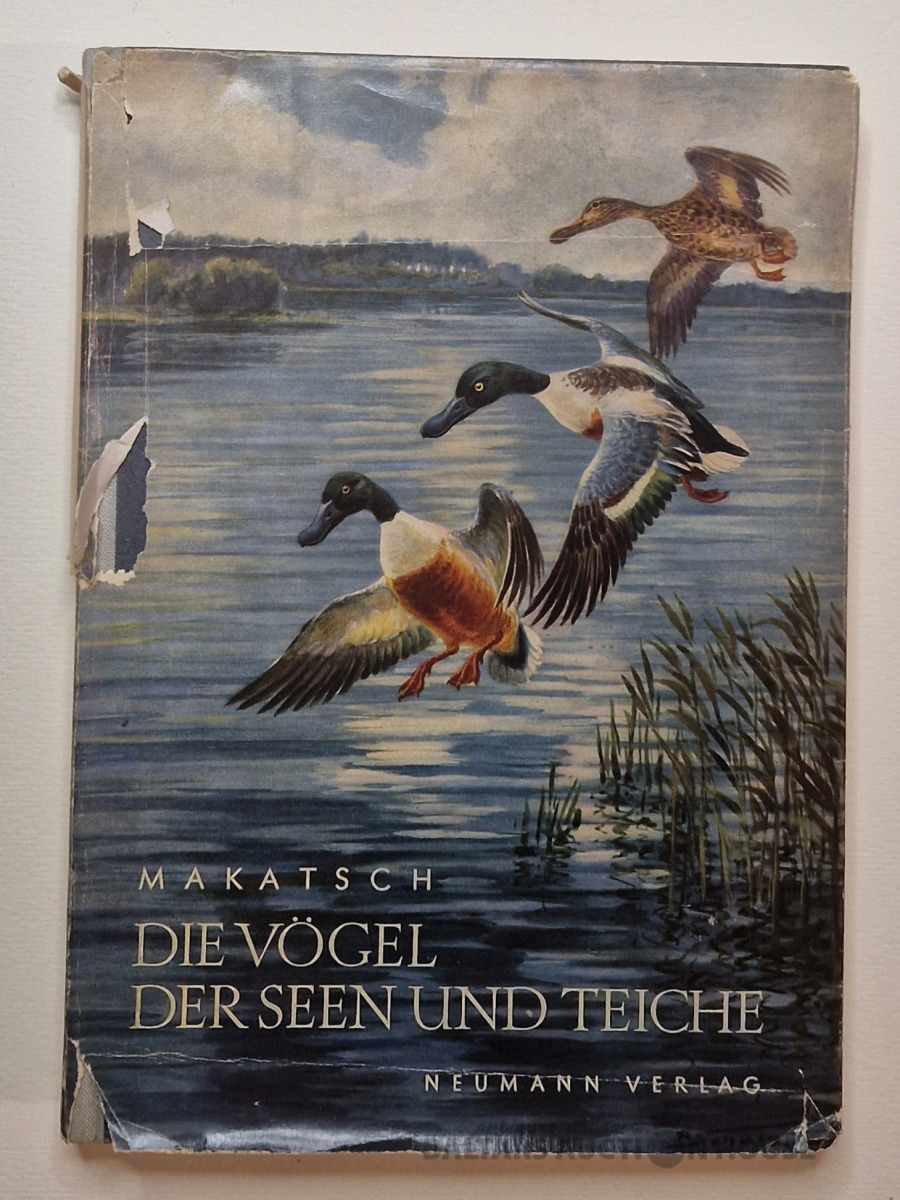 MAKATSCH
DIE VÖGEL
DER SEEN UND TEICHE
NEUMANN VERLAG